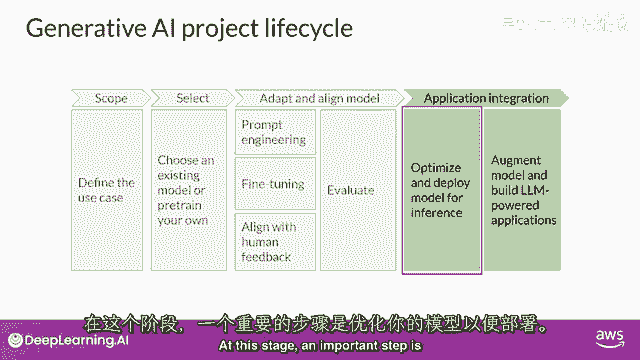 Generative AI project lifecycle
Scope
Select
Adapt and align model
Application integration
Define the
use case
Choose an
existing
model or
pretrain
your own
Prompt
engineering
Fine-tuning
Align with
human
feedback
Evaluate
Optimize
and deploy
model for
inference
Augment
model and
build LLM-
powered
applications
在这个阶段，一个重要的步骤是优化你的模型以便部署。
At this stage, an important step is
DeepLearning.AI
aws